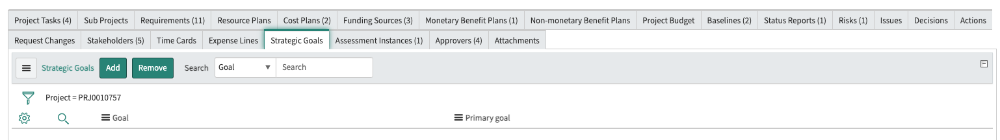 Project Tasks (4) Sub Projects Requirements (11) Resource Plans Cost Plans (2) Funding Sources (3) Monetary Benefit Plans (1) Non-monetary Benefit Plans Project Budget Baselines (2) Status Reports (1) Risks (1) Issues Decisions Actions
Request Changes Stakeholders (5) Time Cards Expense Lines Strategic Goals Assessment Instances (1) Approvers (4) Attachments
Strategic Goals Add Remove Search Goal Search
Project = PRJ0010757
Goal Primary goal